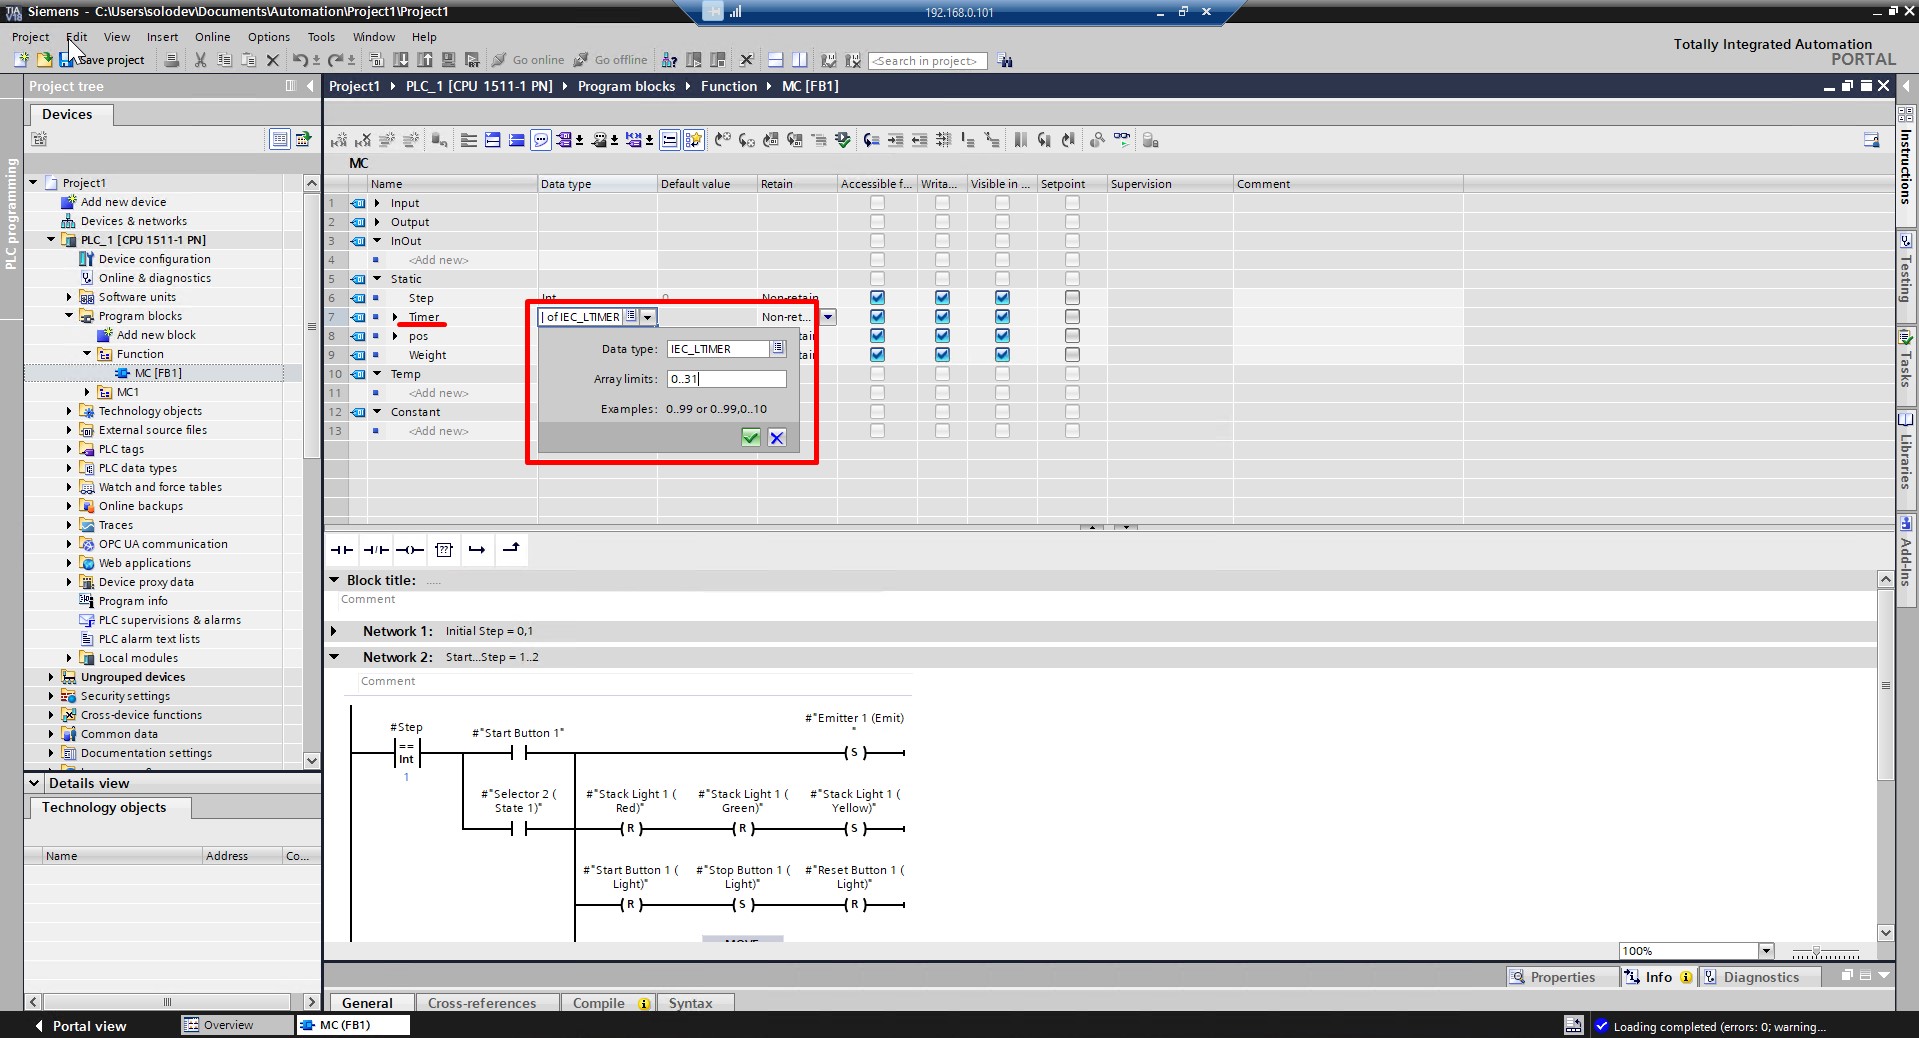 Siemens - C:\Users\solodev\Documents\Automation\Project1\Project1
192.168.0.101
Project Edit View Insert Online Options Tools Window Help
Totally Integrated Automation
PORTAL
Save project
Go online
Go offline
<Search in project>
Project tree
Project1 PLC_1 [CPU 1511-1 PN] Program blocks Function MC [FB1]
Devices
PLC programming
Project1
Add new device
Devices & networks
PLC_1 [CPU 1511-1 PN]
Device configuration
Online & diagnostics
Software units
Program blocks
Add new block
Function
MC [FB1]
MC1
Technology objects
External source files
PLC tags
PLC data types
Watch and force tables
Online backups
Traces
OPC UA communication
Web applications
Device proxy data
Program info
PLC supervisions & alarms
PLC alarm text lists
Local modules
Ungrouped devices
Security settings
Cross-device functions
Common data
Documentation settings
Details view
Technology objects
Name Address Co...
MC
Name Data type Default value Retain Accessible f... Writa... Visible in ... Setpoint Supervision Comment
1 Input
2 Output
3 InOut
4 <Add new>
5 Static
6 Step Int 0 Non-retain
7 Timer of IEC_LTIMER Non-ret...
8 pos
9 Weight
10 Temp
11 <Add new>
12 Constant
13 <Add new>
Data type: IEC_LTIMER
Array limits: 0..31
Examples: 0..99 or 0..99,0..10
Block title: .....
Comment
Network 1: Initial Step = 0,1
Network 2: Start...Step = 1..2
Comment
#Step
==
Int
1
#"Start Button 1"
#"Emitter 1 (Emit)
"
S
#"Selector 2 (
State 1)"
#"Stack Light 1 (
Red)"
R
#"Stack Light 1 (
Green)"
R
#"Stack Light 1 (
Yellow)"
S
#"Start Button 1 (
Light)"
R
#"Stop Button 1 (
Light)"
S
#"Reset Button 1 (
Light)"
R
MOVE
100%
Properties Info Diagnostics
General Cross-references Compile Syntax
Instructions
Testing
Tasks
Libraries
Add-Ins
Portal view Overview MC (FB1)
Loading completed (errors: 0; warning...